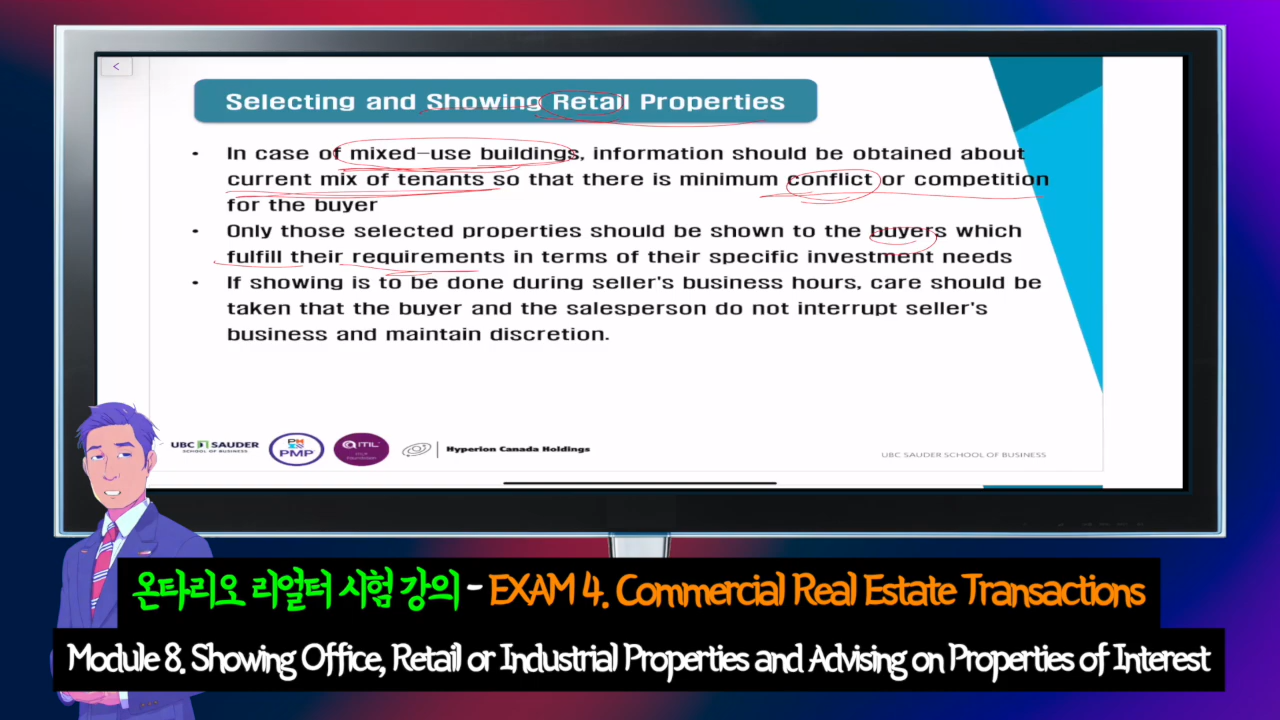 <
Selecting and Showing Retail Properties
• In case of mixed-use buildings, information should be obtained about
current mix of tenants so that there is minimum conflict or competition
for the buyer
• Only those selected properties should be shown to the buyers which
fulfill their requirements in terms of their specific investment needs
• If showing is to be done during seller's business hours, care should be
taken that the buyer and the salesperson do not interrupt seller's
business and maintain discretion.
UBC SAUDER
SCHOOL OF BUSINESS
PMP
ITIL
Hyperion Canada Holdings
UBC SAUDER SCHOOL OF BUSINESS
온타리오 리얼터 시험 강의 - EXAM 4. Commercial Real Estate Transactions
Module 8. Showing Office, Retail or Industrial Properties and Advising on Properties of Interest